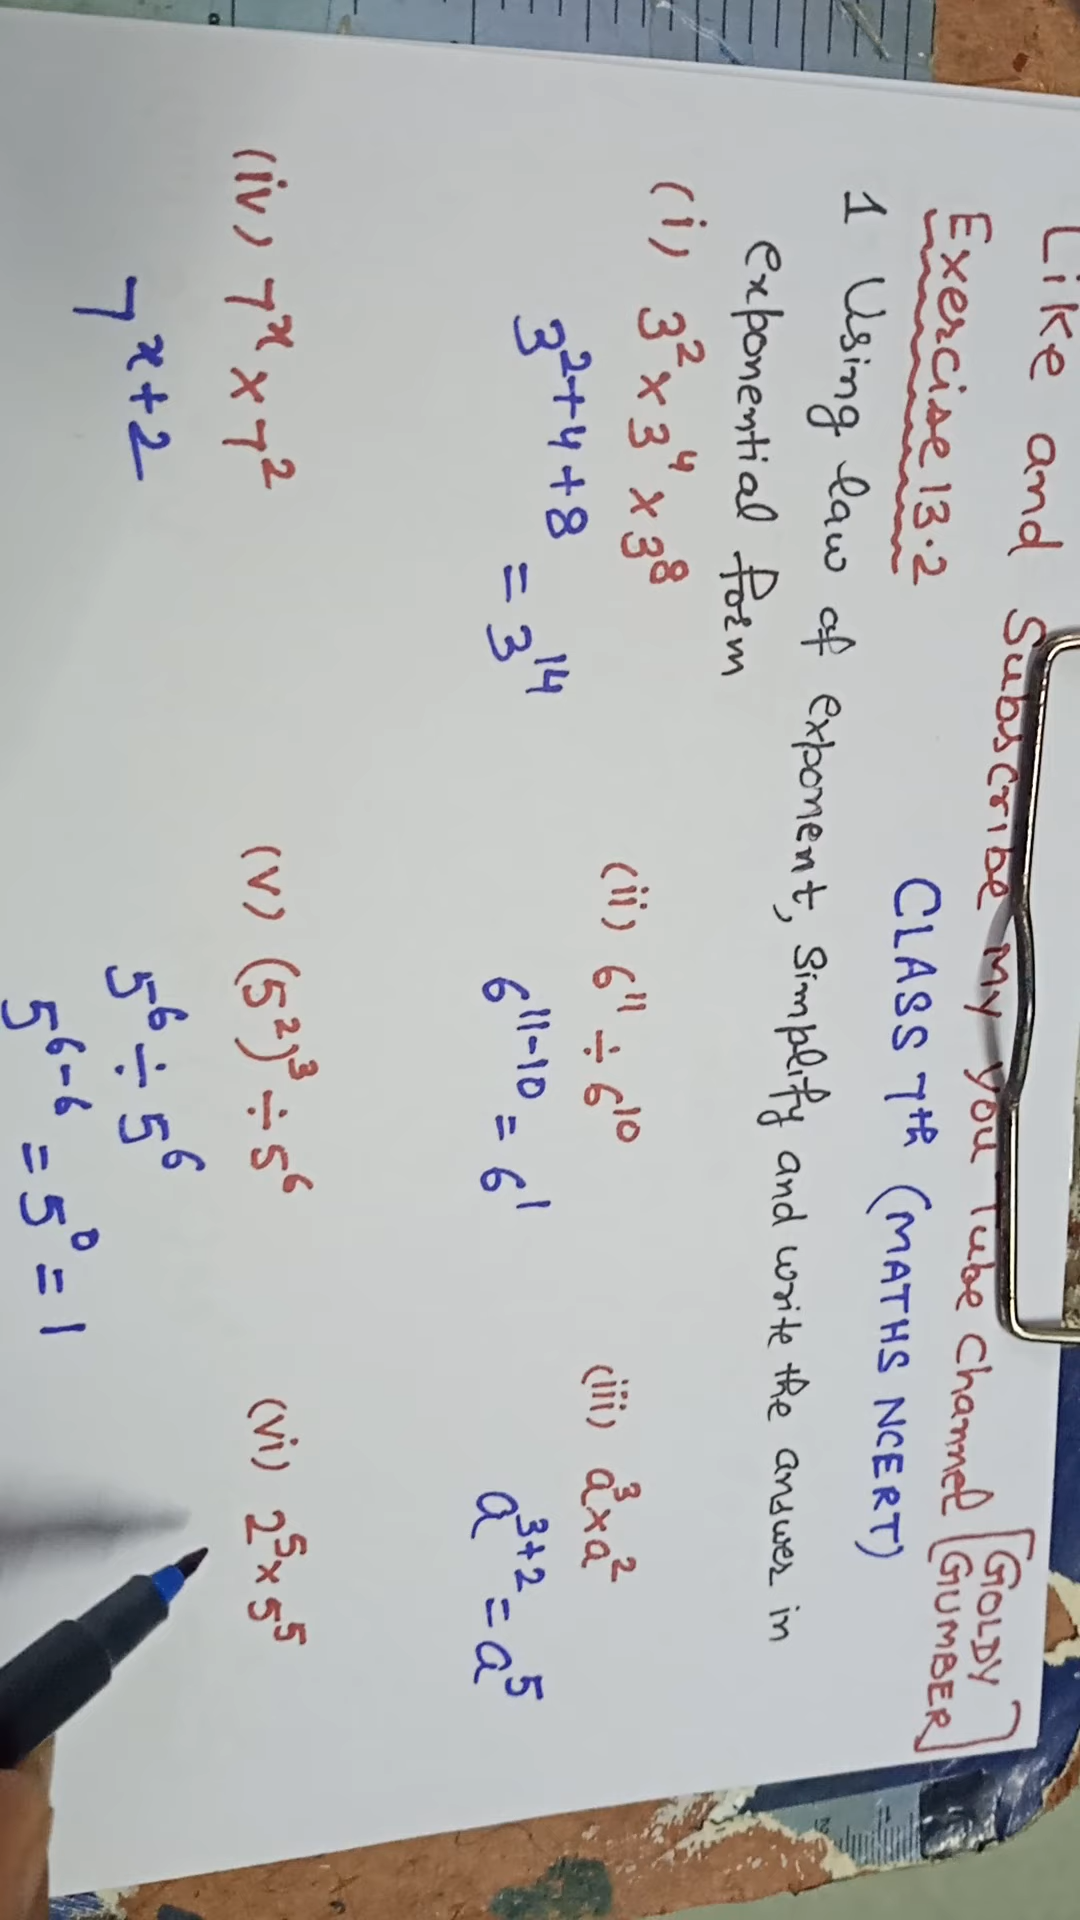 Like and Subscribe my you Tube channel [GOLDY GUMBER]
Exercise 13.2 CLASS 7th (MATHS NCERT)
1 Using law of exponent, Simplify and write the answer in
exponential form
(i) 3² × 3⁴ × 3⁸ (ii) 6¹¹ ÷ 6¹⁰ (iii) a³ × a²
3²⁺⁴⁺⁸ = 3¹⁴ 6¹¹⁻¹⁰ = 6¹ a³⁺² = a⁵
(iv) 7ˣ × 7² (v) (5²)³ ÷ 5⁶ (vi) 2⁵ × 5⁵
7ˣ⁺² 5⁶ ÷ 5⁶
5⁶⁻⁶ = 5⁰ = 1